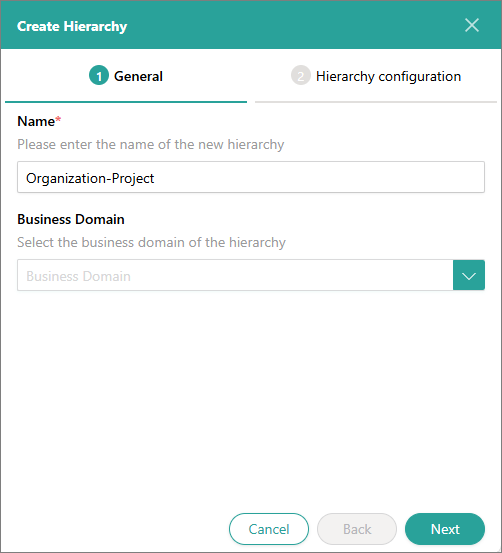 Create Hierarchy
1 General
2 Hierarchy configuration
Name*
Please enter the name of the new hierarchy
Organization-Project
Business Domain
Select the business domain of the hierarchy
Business Domain
Cancel
Back
Next